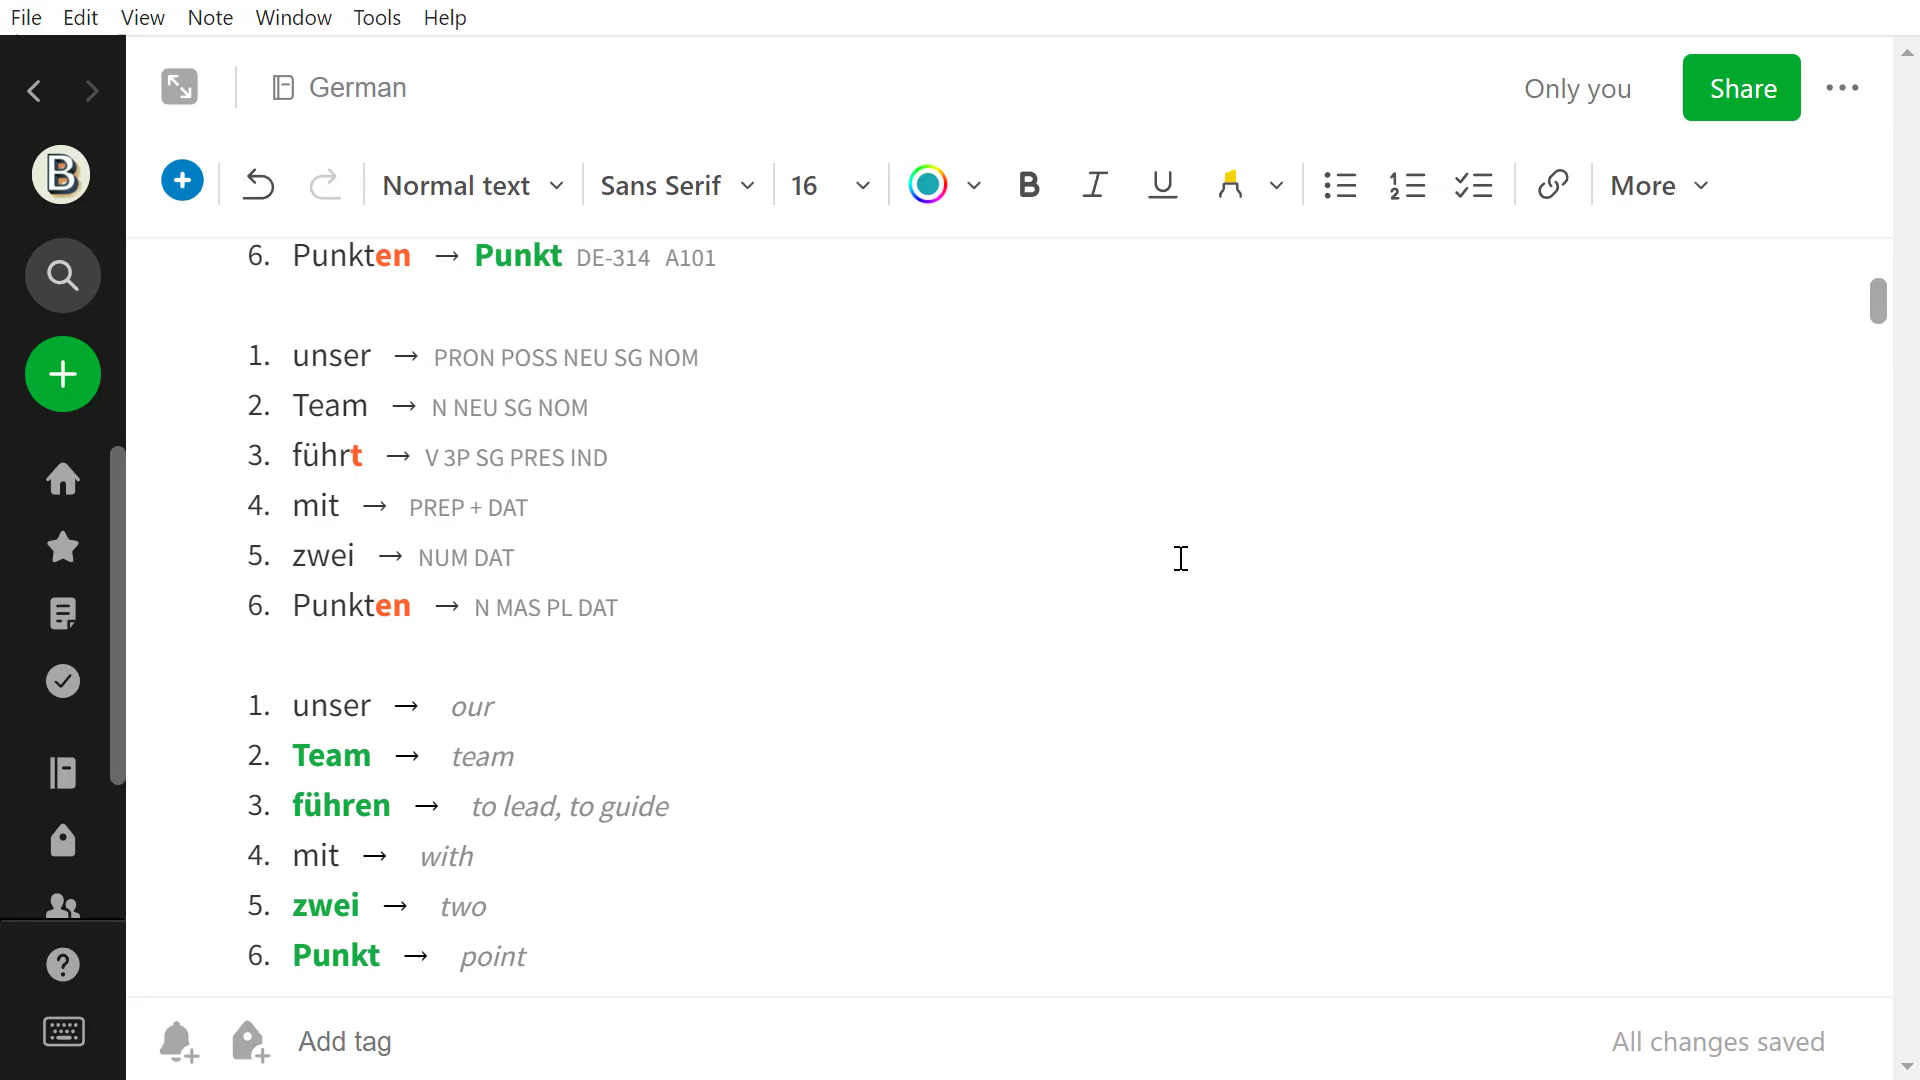 File Edit View Note Window Tools Help
German
Only you
Share
Normal text
Sans Serif
16
B I U
More
6. Punkten → Punkt DE-314 A101
1. unser → PRON POSS NEU SG NOM
2. Team → N NEU SG NOM
3. führt → V 3P SG PRES IND
4. mit → PREP + DAT
5. zwei → NUM DAT
6. Punkten → N MAS PL DAT
1. unser → our
2. Team → team
3. führen → to lead, to guide
4. mit → with
5. zwei → two
6. Punkt → point
Add tag
All changes saved